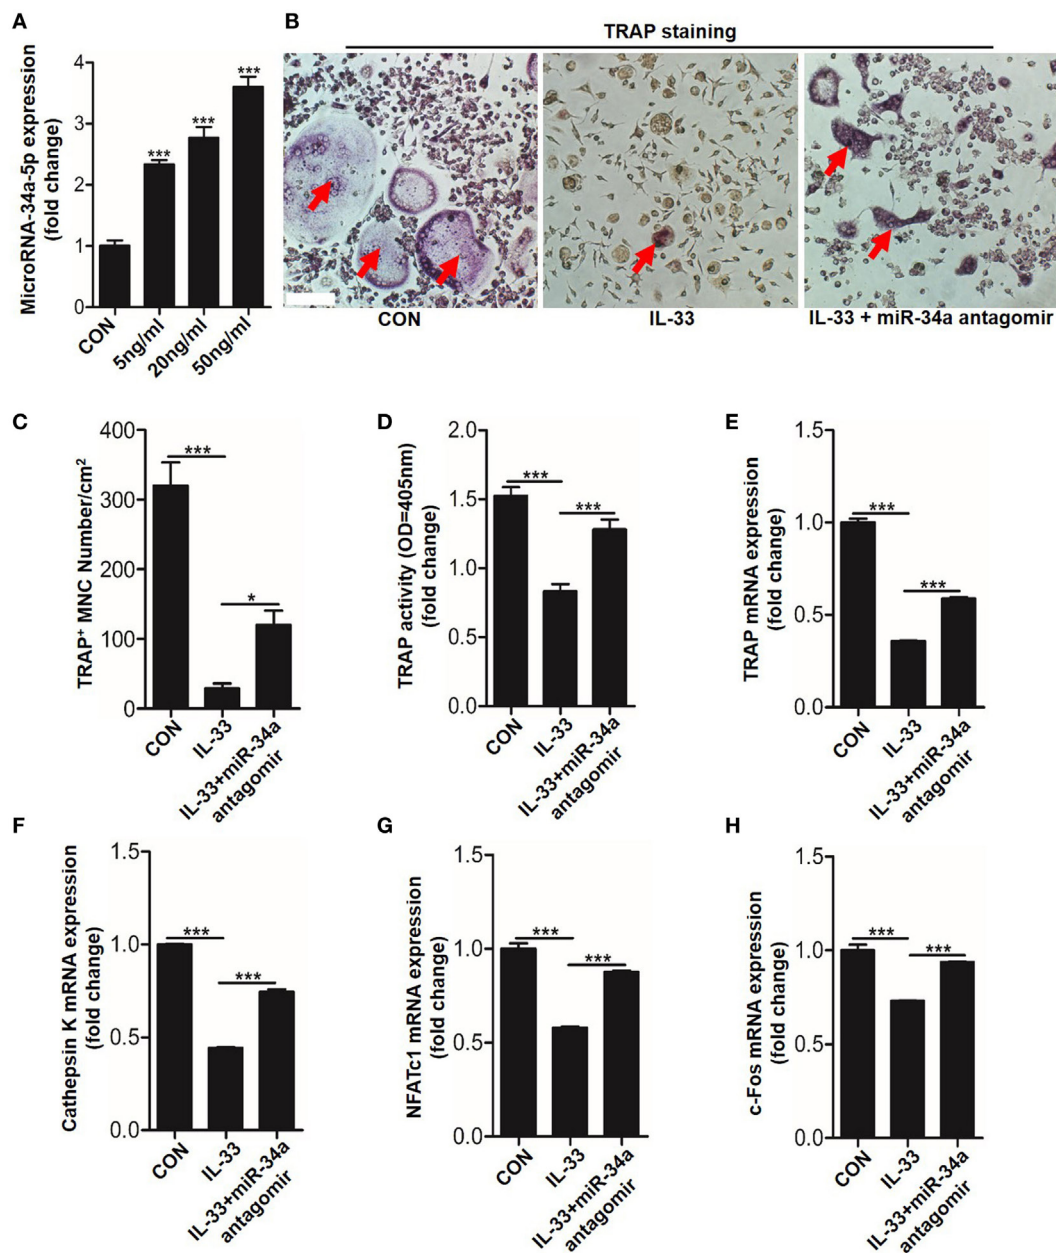 A
MicroRNA-34a-5p expression
(fold change)
4
3
2
1
0
***
***
***
CON
5ng/ml
20ng/ml
50ng/ml
B
TRAP staining
CON
IL-33
IL-33 + miR-34a antagomir
C
TRAP⁺ MNC Number/cm²
400
300
200
100
0
***
*
CON
IL-33
IL-33+miR-34a
antagomir
D
TRAP activity (OD=405nm)
(fold change)
2.0
1.5
1.0
0.5
0.0
***
***
CON
IL-33
IL-33+miR-34a
antagomir
E
TRAP mRNA expression
(fold change)
1.5
1.0
0.5
0.0
***
***
CON
IL-33
IL-33+miR-34a
antagomir
F
Cathepsin K mRNA expression
(fold change)
1.5
1.0
0.5
0.0
***
***
CON
IL-33
IL-33+miR-34a
antagomir
G
NFATc1 mRNA expression
(fold change)
1.5
1.0
0.5
0.0
***
***
CON
IL-33
IL-33+miR-34a
antagomir
H
c-Fos mRNA expression
(fold change)
1.5
1.0
0.5
0.0
***
***
CON
IL-33
IL-33+miR-34a
antagomir